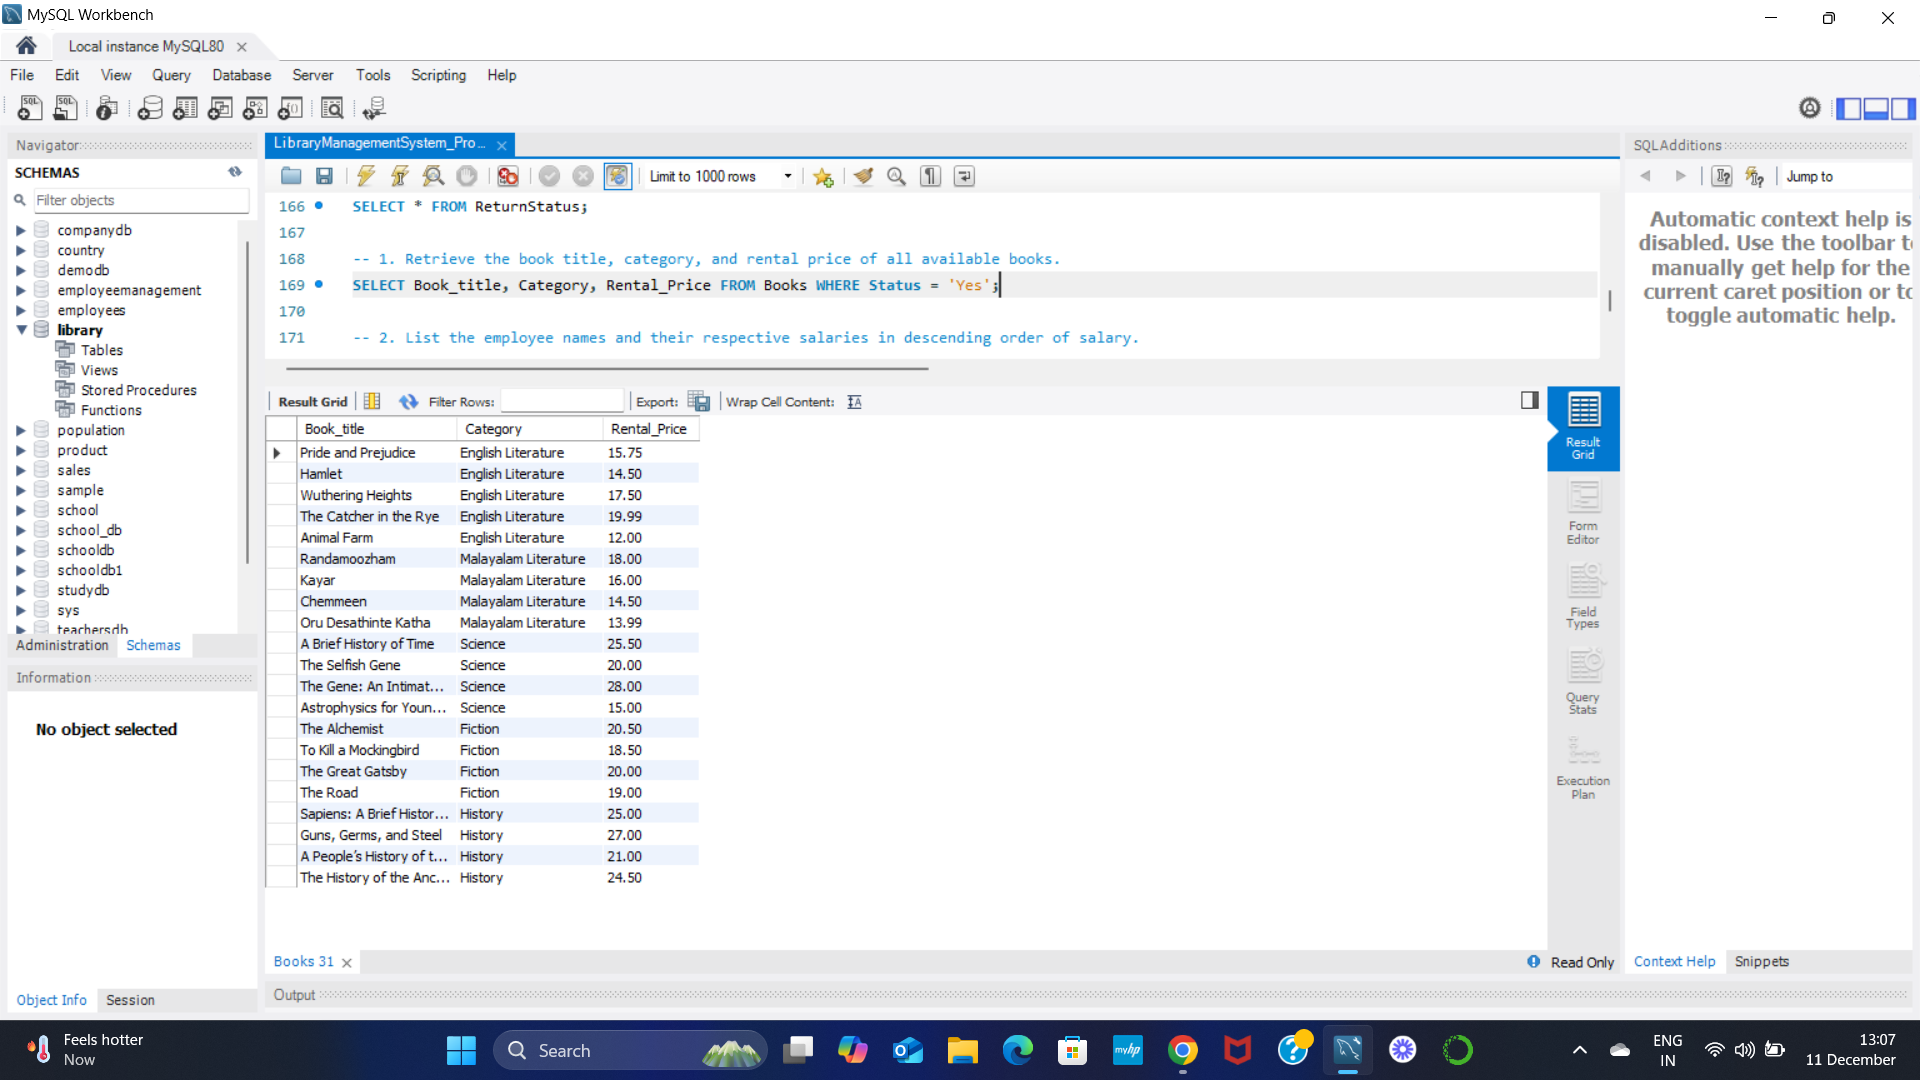 MySQL Workbench
Local instance MySQL80
File Edit View Query Database Server Tools Scripting Help
Navigator
SCHEMAS
Filter objects
companydb
country
demodb
employeemanagement
employees
library
Tables
Views
Stored Procedures
Functions
population
product
sales
sample
school
school_db
schooldb
schooldb1
studydb
sys
teachersdb
Administration Schemas
Information
No object selected
Object Info Session
LibraryManagementSystem_Pro...
Limit to 1000 rows
166 SELECT * FROM ReturnStatus;
167
168 -- 1. Retrieve the book title, category, and rental price of all available books.
169 SELECT Book_title, Category, Rental_Price FROM Books WHERE Status = 'Yes';
170
171 -- 2. List the employee names and their respective salaries in descending order of salary.
Result Grid Filter Rows: Export: Wrap Cell Content:
Book_title Category Rental_Price
Pride and Prejudice English Literature 15.75
Hamlet English Literature 14.50
Wuthering Heights English Literature 17.50
The Catcher in the Rye English Literature 19.99
Animal Farm English Literature 12.00
Randamoozham Malayalam Literature 18.00
Kayar Malayalam Literature 16.00
Chemmeen Malayalam Literature 14.50
Oru Desathinte Katha Malayalam Literature 13.99
A Brief History of Time Science 25.50
The Selfish Gene Science 20.00
The Gene: An Intimat... Science 28.00
Astrophysics for Youn... Science 15.00
The Alchemist Fiction 20.50
To Kill a Mockingbird Fiction 18.50
The Great Gatsby Fiction 20.00
The Road Fiction 19.00
Sapiens: A Brief Histor... History 25.00
Guns, Germs, and Steel History 27.00
A People's History of t... History 21.00
The History of the Anc... History 24.50
Result
Grid
Form
Editor
Field
Types
Query
Stats
Execution
Plan
Books 31
Read Only
Output
SQLAdditions
Jump to
Automatic context help is
disabled. Use the toolbar t
manually get help for the
current caret position or to
toggle automatic help.
Context Help Snippets
Feels hotter
Now
Search
myhp
ENG
IN
13:07
11 December